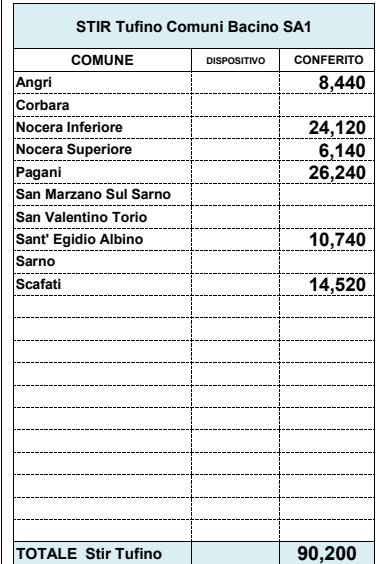 STIR Tufino Comuni Bacino SA1
COMUNE DISPOSITIVO CONFERITO
Angri 8,440
Corbara
Nocera Inferiore 24,120
Nocera Superiore 6,140
Pagani 26,240
San Marzano Sul Sarno
San Valentino Torio
Sant' Egidio Albino 10,740
Sarno
Scafati 14,520
TOTALE Stir Tufino 90,200